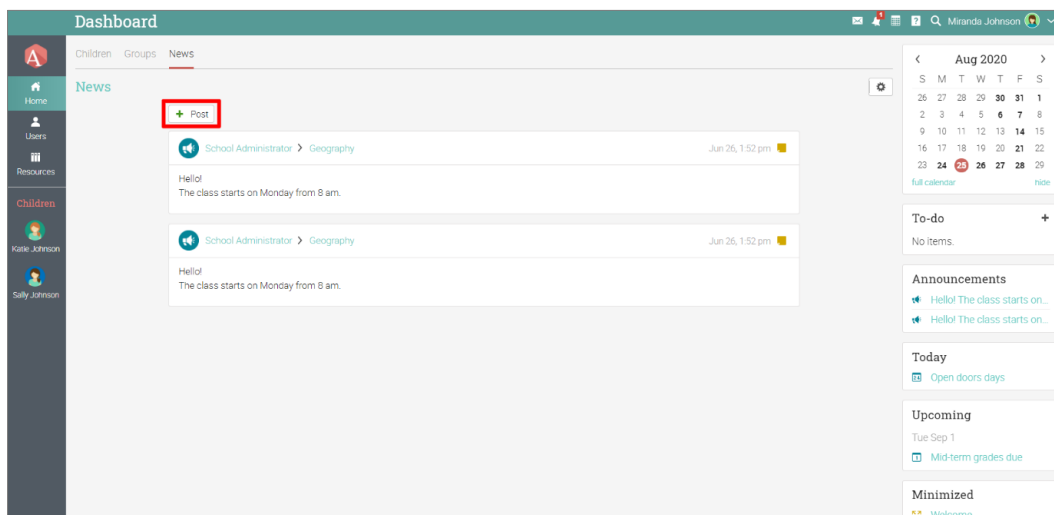 Dashboard
1
Miranda Johnson
A
Home
Users
Resources
Children
Katie Johnson
Sally Johnson
Children Groups News
News
+ Post
School Administrator > Geography
Jun 26, 1:52 pm
Hello!
The class starts on Monday from 8 am.
School Administrator > Geography
Jun 26, 1:52 pm
Hello!
The class starts on Monday from 8 am.
< Aug 2020 >
S M T W T F S
26 27 28 29 30 31 1
2 3 4 5 6 7 8
9 10 11 12 13 14 15
16 17 18 19 20 21 22
23 24 25 26 27 28 29
full calendar hide
To-do +
No items.
Announcements
Hello! The class starts on...
Hello! The class starts on...
Today
Open doors days
Upcoming
Tue Sep 1
Mid-term grades due
Minimized
Welcome